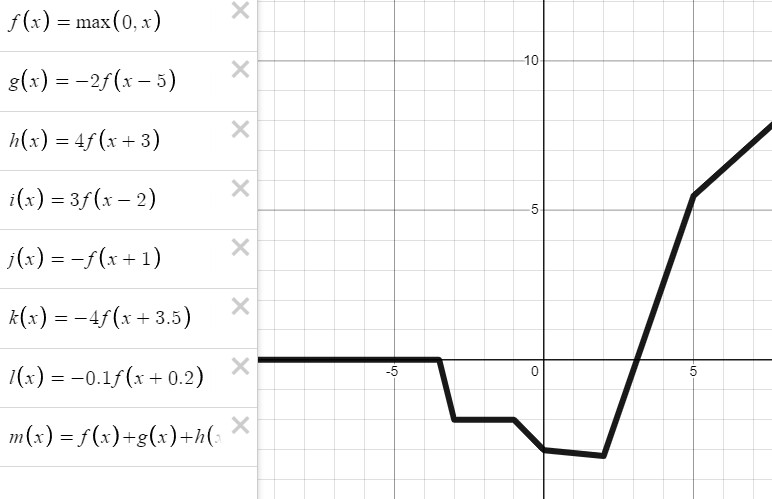 f(x) = max(0, x)
g(x) = −2f(x − 5)
h(x) = 4f(x + 3)
i(x) = 3f(x − 2)
j(x) = −f(x + 1)
k(x) = −4f(x + 3.5)
l(x) = −0.1f(x + 0.2)
m(x) = f(x)+g(x)+h(
10
5
-5 0 5